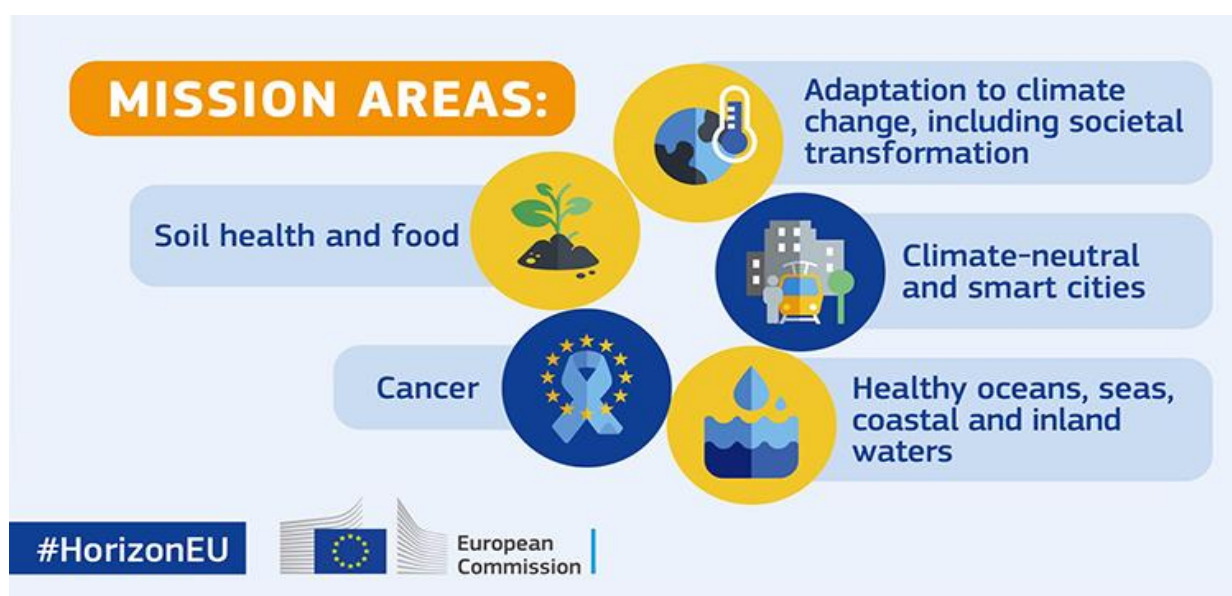 MISSION AREAS:
Adaptation to climate
change, including societal
transformation
Soil health and food
Climate-neutral
and smart cities
Cancer
Healthy oceans, seas,
coastal and inland
waters
#HorizonEU
European
Commission